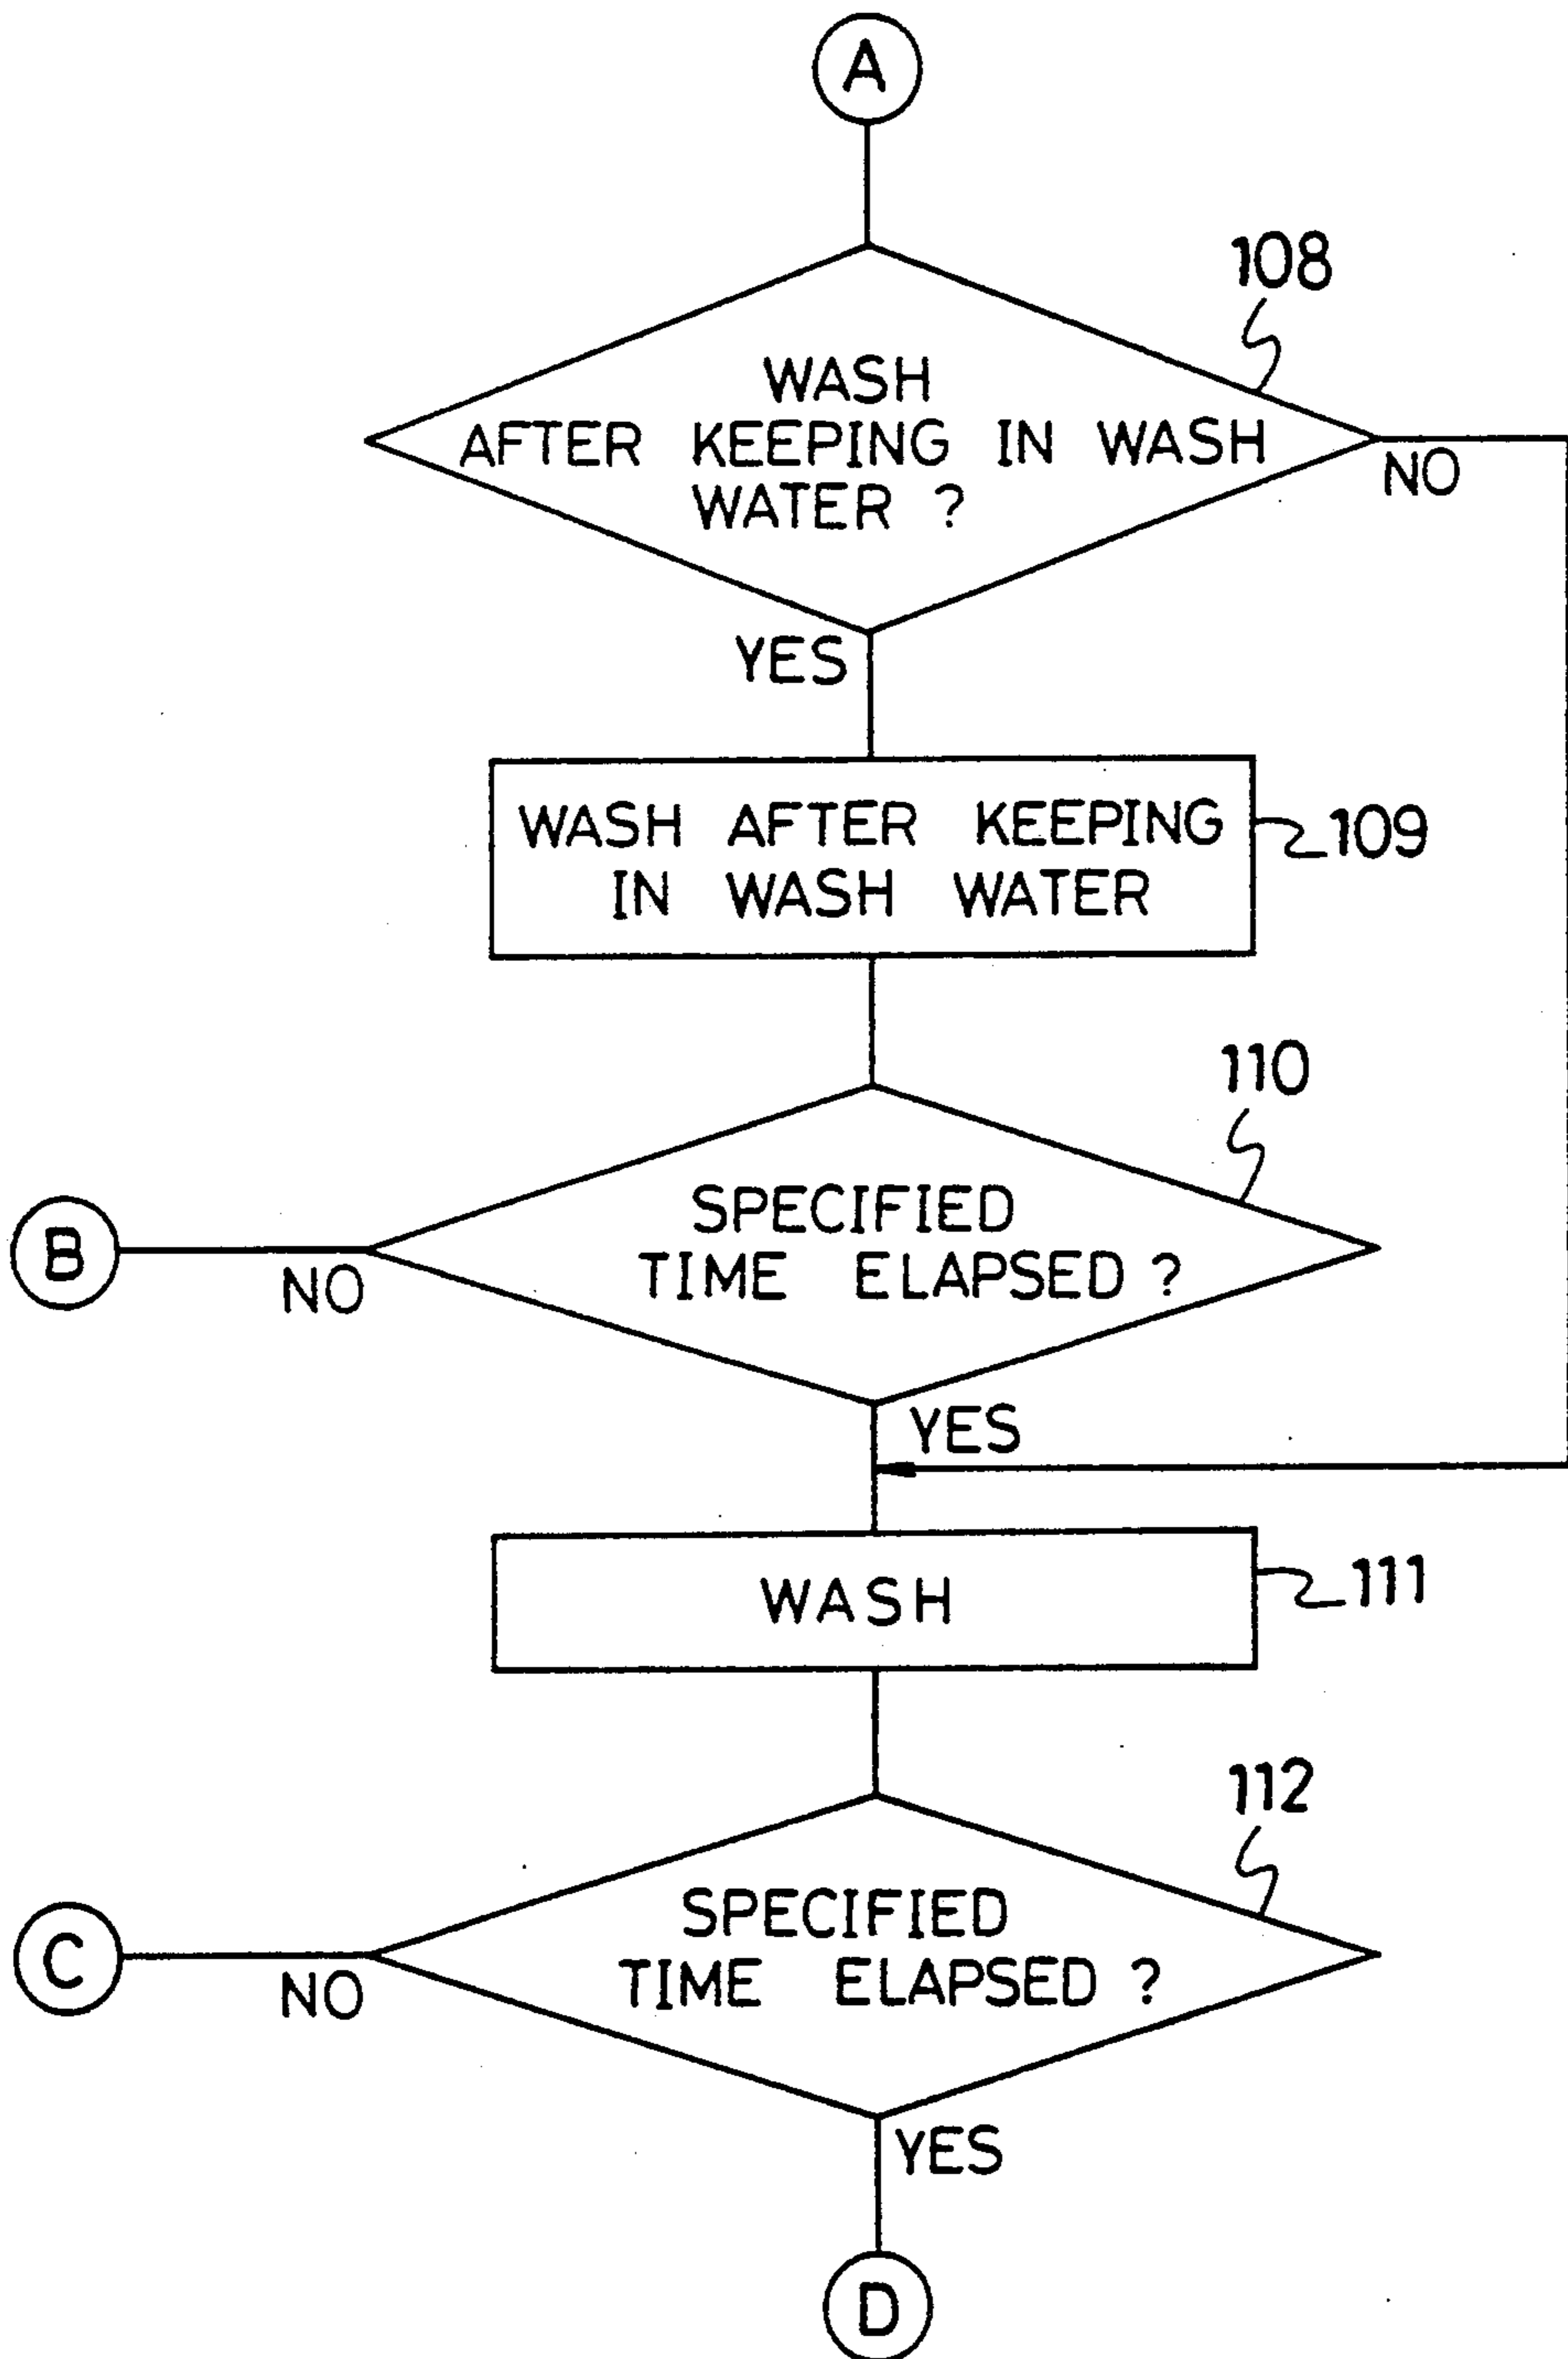 A
108
WASH
AFTER KEEPING IN WASH
WATER ?
NO
YES
WASH AFTER KEEPING
IN WASH WATER
109
110
SPECIFIED
TIME ELAPSED ?
B
NO
YES
WASH
111
112
SPECIFIED
TIME ELAPSED ?
C
NO
YES
D